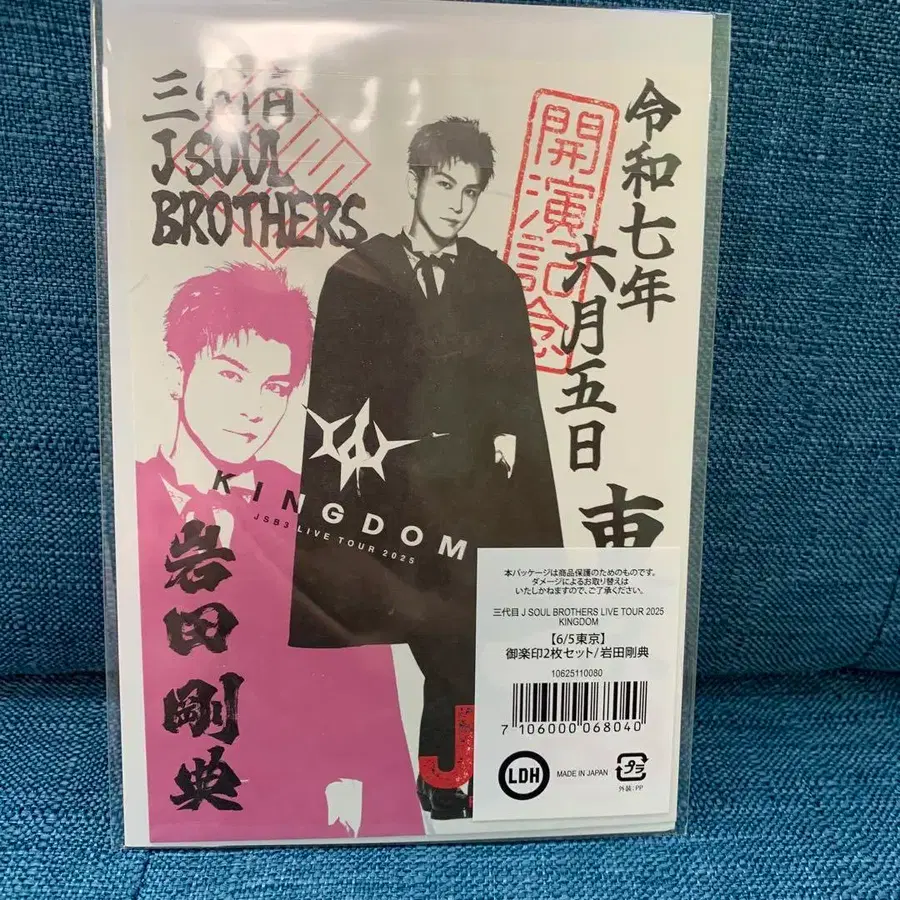 三代目
J SOUL
BROTHERS
開演記念
令和七年
六月五日
東
KINGDOM
JSB3 LIVE TOUR 2025
岩田剛典
J
本パッケージは商品保護のためのものです。
ダメージによるお取り替えは
いたしかねますので、ご了承ください。
三代目 J SOUL BROTHERS LIVE TOUR 2025
KINGDOM
【6/5東京】
御楽印2枚セット/岩田剛典
10625110080
7 106000 068040
LDH
MADE IN JAPAN
プラ
外装:PP